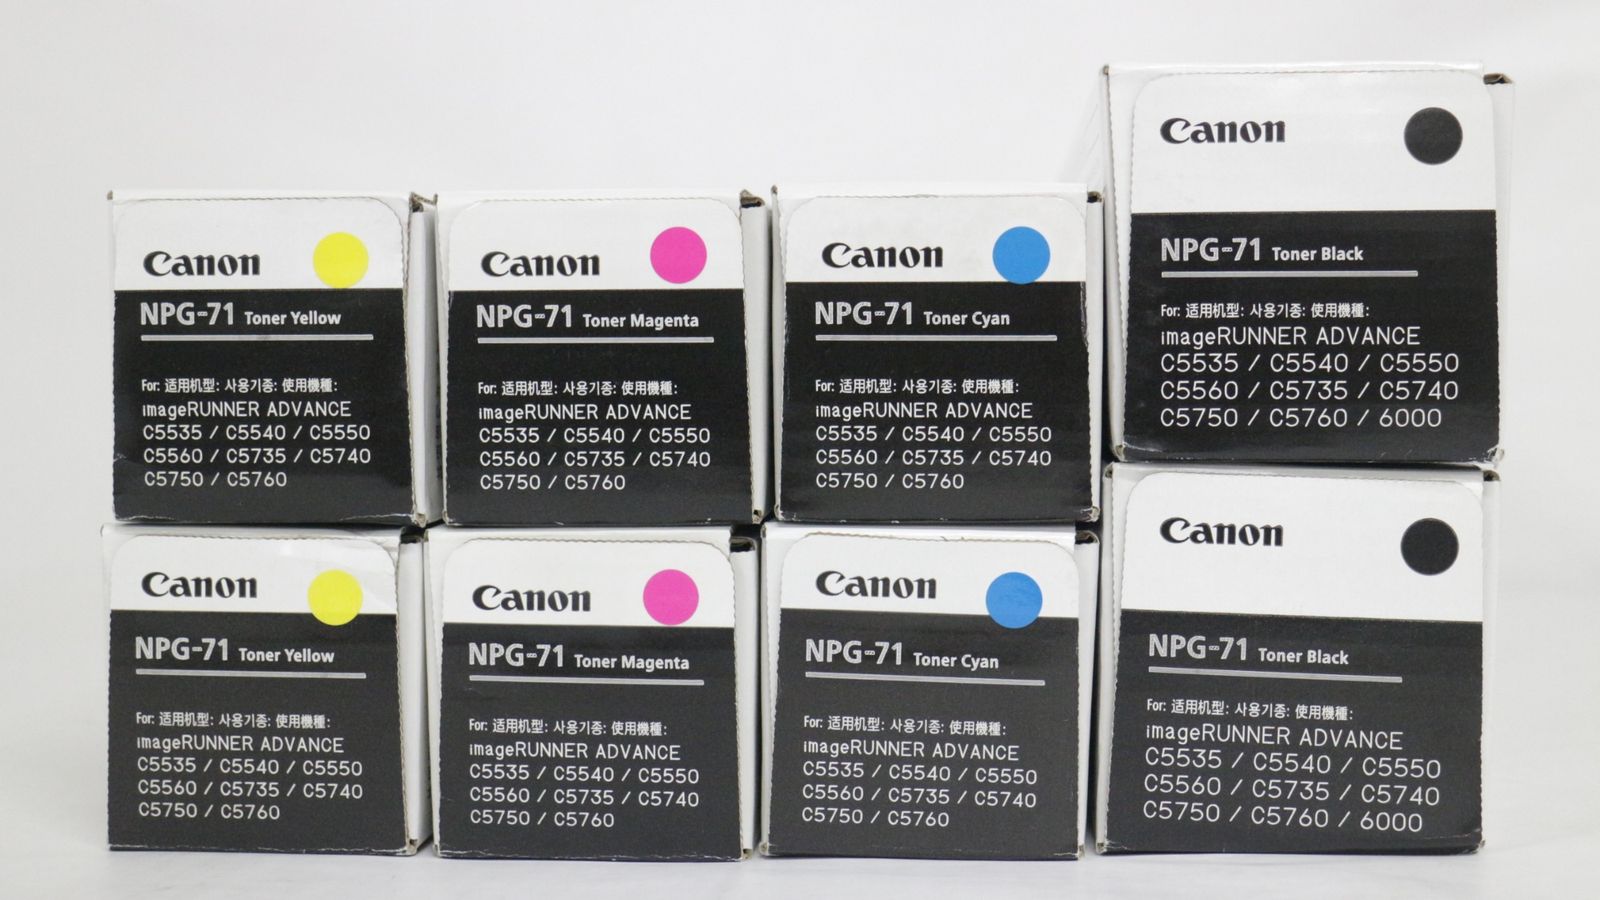 Canon
NPG-71 Toner Yellow
For: 适用机型: 사용기종: 使用機種:
imageRUNNER ADVANCE
C5535 / C5540 / C5550
C5560 / C5735 / C5740
C5750 / C5760
Canon
NPG-71 Toner Magenta
For: 适用机型: 사용기종: 使用機種:
imageRUNNER ADVANCE
C5535 / C5540 / C5550
C5560 / C5735 / C5740
C5750 / C5760
Canon
NPG-71 Toner Cyan
For: 适用机型: 사용기종: 使用機種:
imageRUNNER ADVANCE
C5535 / C5540 / C5550
C5560 / C5735 / C5740
C5750 / C5760
Canon
NPG-71 Toner Black
For: 适用机型: 사용기종: 使用機種:
imageRUNNER ADVANCE
C5535 / C5540 / C5550
C5560 / C5735 / C5740
C5750 / C5760 / 6000
Canon
NPG-71 Toner Yellow
For: 适用机型: 사용기종: 使用機種:
imageRUNNER ADVANCE
C5535 / C5540 / C5550
C5560 / C5735 / C5740
C5750 / C5760
Canon
NPG-71 Toner Magenta
For: 适用机型: 사용기종: 使用機種:
imageRUNNER ADVANCE
C5535 / C5540 / C5550
C5560 / C5735 / C5740
C5750 / C5760
Canon
NPG-71 Toner Cyan
For: 适用机型: 사용기종: 使用機種:
imageRUNNER ADVANCE
C5535 / C5540 / C5550
C5560 / C5735 / C5740
C5750 / C5760
Canon
NPG-71 Toner Black
For: 适用机型: 사용기종: 使用機種:
imageRUNNER ADVANCE
C5535 / C5540 / C5550
C5560 / C5735 / C5740
C5750 / C5760 / 6000